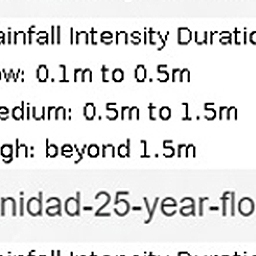 ainfall Intensity Duratio
ow: 0.1m to 0.5m
edium: 0.5m to 1.5m
gh: beyond 1.5m
nidad-25-year-flo